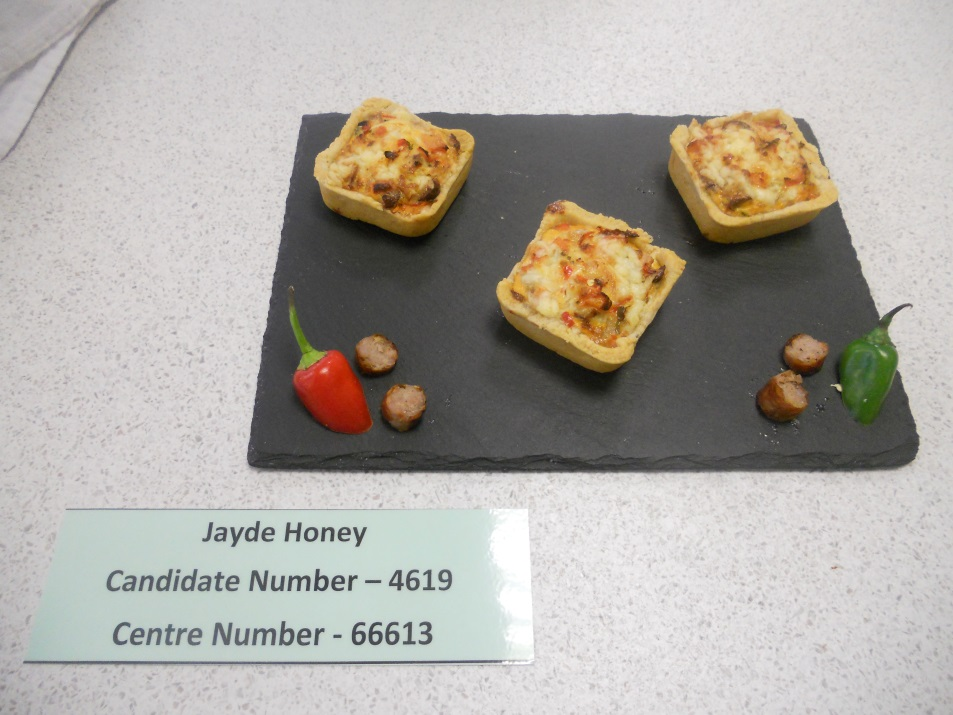 Jayde Honey
Candidate Number – 4619
Centre Number - 66613